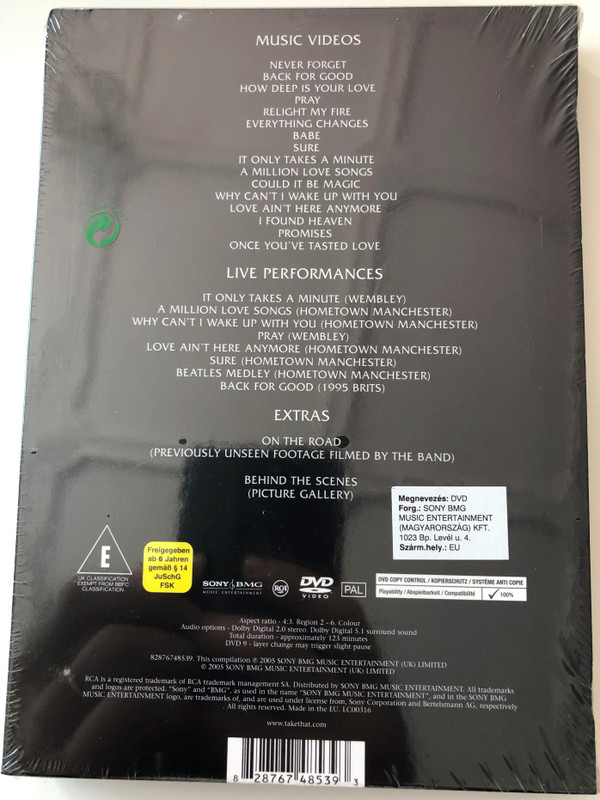 MUSIC VIDEOS
NEVER FORGET
BACK FOR GOOD
HOW DEEP IS YOUR LOVE
PRAY
RELIGHT MY FIRE
EVERYTHING CHANGES
BABE
SURE
IT ONLY TAKES A MINUTE
A MILLION LOVE SONGS
COULD IT BE MAGIC
WHY CAN'T I WAKE UP WITH YOU
LOVE AIN'T HERE ANYMORE
I FOUND HEAVEN
PROMISES
ONCE YOU'VE TASTED LOVE
LIVE PERFORMANCES
IT ONLY TAKES A MINUTE (WEMBLEY)
A MILLION LOVE SONGS (HOMETOWN MANCHESTER)
WHY CAN'T I WAKE UP WITH YOU (HOMETOWN MANCHESTER)
PRAY (WEMBLEY)
LOVE AIN'T HERE ANYMORE (HOMETOWN MANCHESTER)
SURE (HOMETOWN MANCHESTER)
BEATLES MEDLEY (HOMETOWN MANCHESTER)
BACK FOR GOOD (1995 BRITS)
EXTRAS
ON THE ROAD
(PREVIOUSLY UNSEEN FOOTAGE FILMED BY THE BAND)
BEHIND THE SCENES
(PICTURE GALLERY)
Megnevezés: DVD
Forg.: SONY BMG
MUSIC ENTERTAINMENT
(MAGYARORSZÁG) KFT.
1023 Bp. Levél u. 4.
Szárm.hely.: EU
E
UK CLASSIFICATION
EXEMPT FROM BBFC
CLASSIFICATION
Freigegeben
ab 6 Jahren
gemäß § 14
JuSchG
FSK
SONY BMG
MUSIC ENTERTAINMENT
RCA
DVD
VIDEO
PAL
DVD COPY CONTROL / KOPIERSCHUTZ / SYSTÈME ANTI COPIE
Playability / Abspielbarkeit / Compatibilité 100%
Aspect ratio - 4:3. Region 2 - 6. Colour
Audio options - Dolby Digital 2.0 stereo. Dolby Digital 5.1 surround sound
Total duration - approximately 123 minutes
DVD 9 - layer change may trigger slight pause
82876748539. This compilation ℗ 2005 SONY BMG MUSIC ENTERTAINMENT (UK) LIMITED
© 2005 SONY BMG MUSIC ENTERTAINMENT (UK) LIMITED
RCA is a registered trademark of RCA trademark management SA. Distributed by SONY BMG MUSIC ENTERTAINMENT. All trademarks
and logos are protected. "Sony" and "BMG", as used in the name "SONY BMG MUSIC ENTERTAINMENT", and in the SONY BMG
MUSIC ENTERTAINMENT logo, are trademarks of, and are used under license from, Sony Corporation and Bertelsmann AG, respectively
. All rights reserved. Made in the EU. LC00316
www.takethat.com
8 28767 48539 3